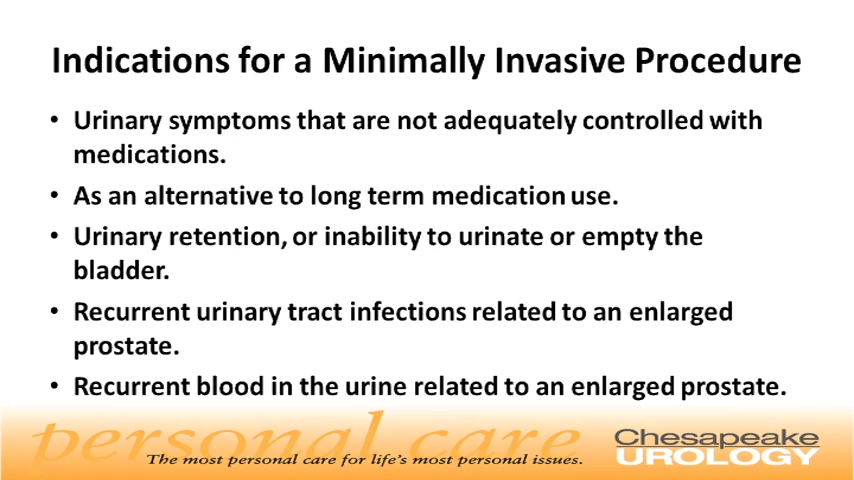 Indications for a Minimally Invasive Procedure
• Urinary symptoms that are not adequately controlled with
medications.
• As an alternative to long term medication use.
• Urinary retention, or inability to urinate or empty the
bladder.
• Recurrent urinary tract infections related to an enlarged
prostate.
• Recurrent blood in the urine related to an enlarged prostate.
personal care
The most personal care for life's most personal issues.
Chesapeake
UROLOGY